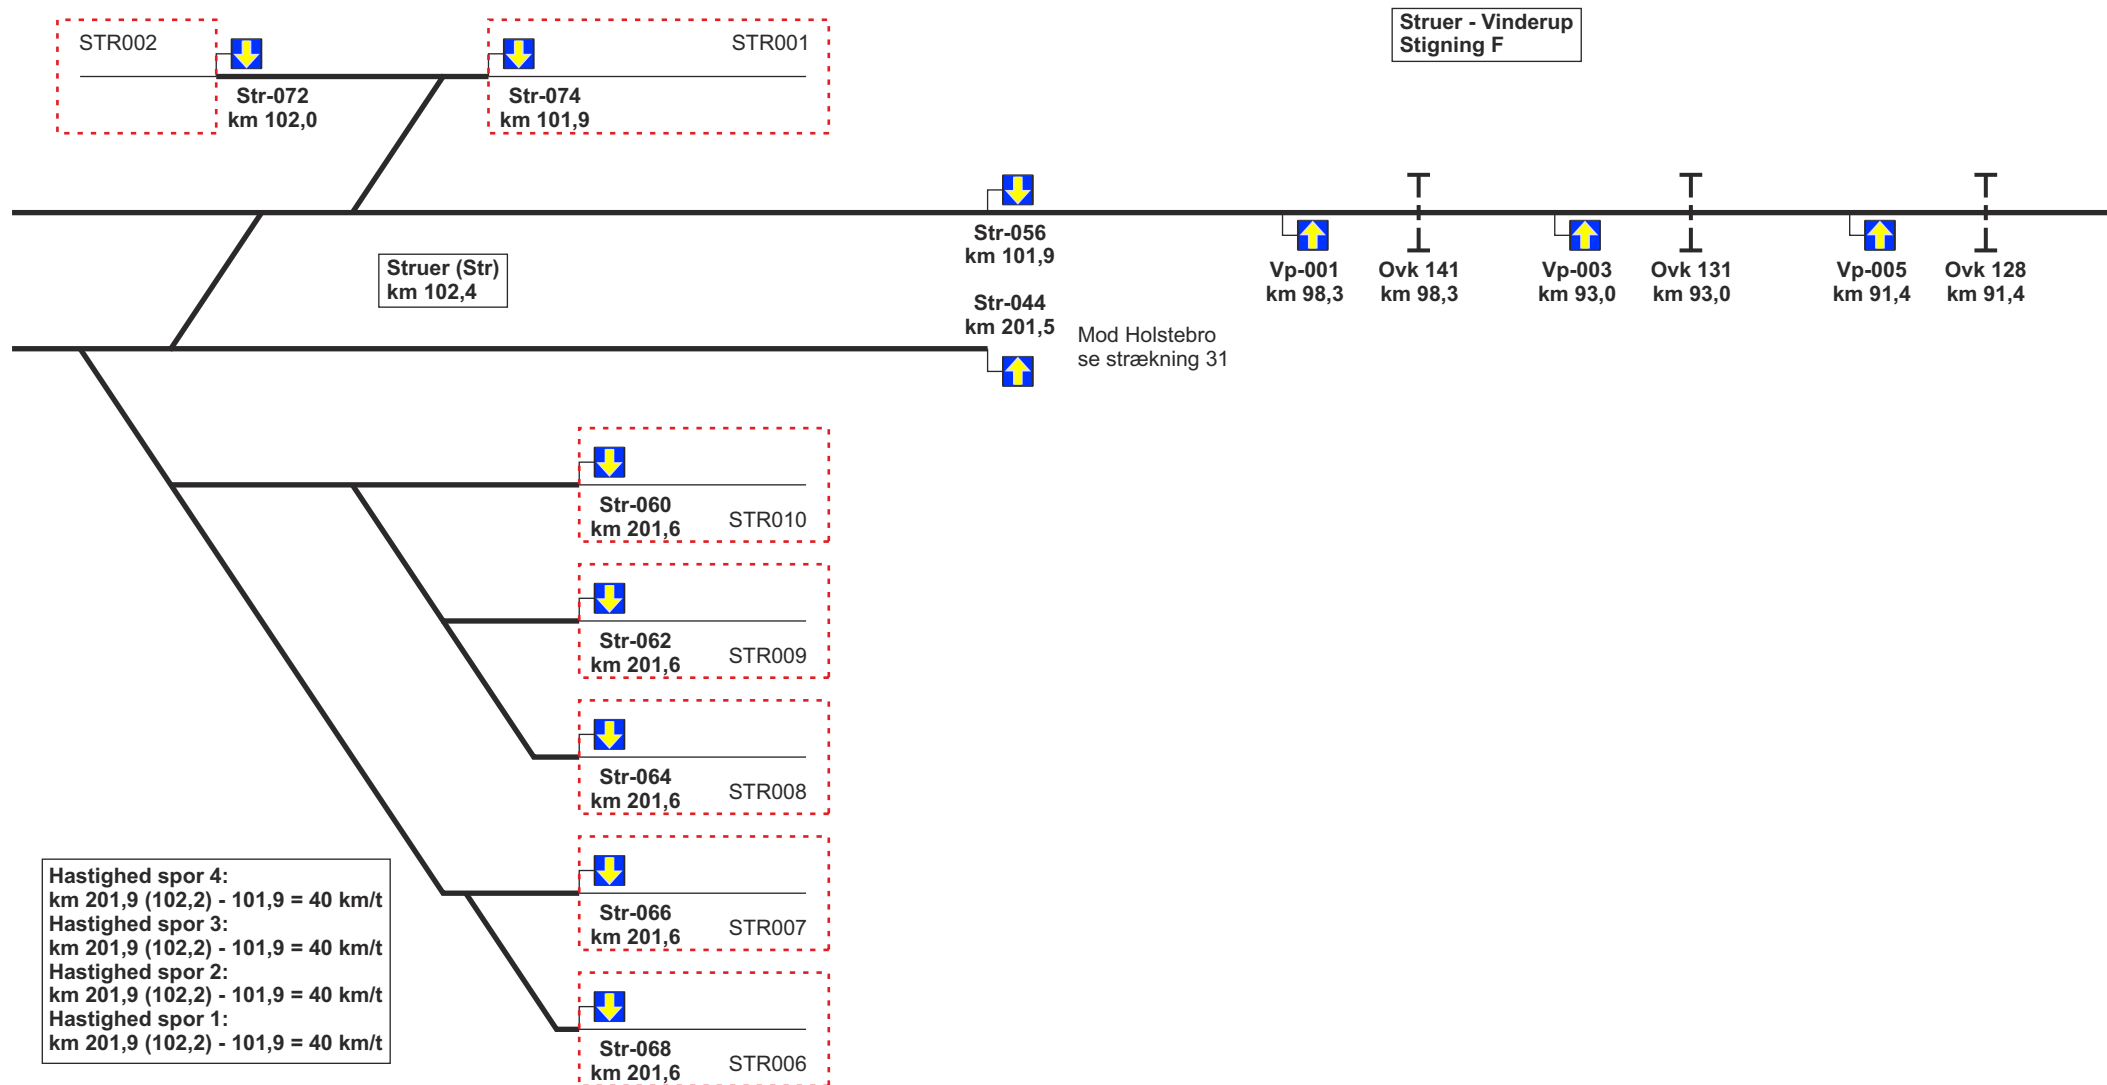 STR002
STR001
Struer - Vinderup
Stigning F
Str-072
km 102,0
Str-074
km 101,9
Struer (Str)
km 102,4
Str-056
km 101,9
Vp-001
km 98,3
Ovk 141
km 98,3
Vp-003
km 93,0
Ovk 131
km 93,0
Vp-005
km 91,4
Ovk 128
km 91,4
Str-044
km 201,5
Mod Holstebro
se strækning 31
Str-060
km 201,6
STR010
Str-062
km 201,6
STR009
Str-064
km 201,6
STR008
Str-066
km 201,6
STR007
Str-068
km 201,6
STR006
Hastighed spor 4:
km 201,9 (102,2) - 101,9 = 40 km/t
Hastighed spor 3:
km 201,9 (102,2) - 101,9 = 40 km/t
Hastighed spor 2:
km 201,9 (102,2) - 101,9 = 40 km/t
Hastighed spor 1:
km 201,9 (102,2) - 101,9 = 40 km/t